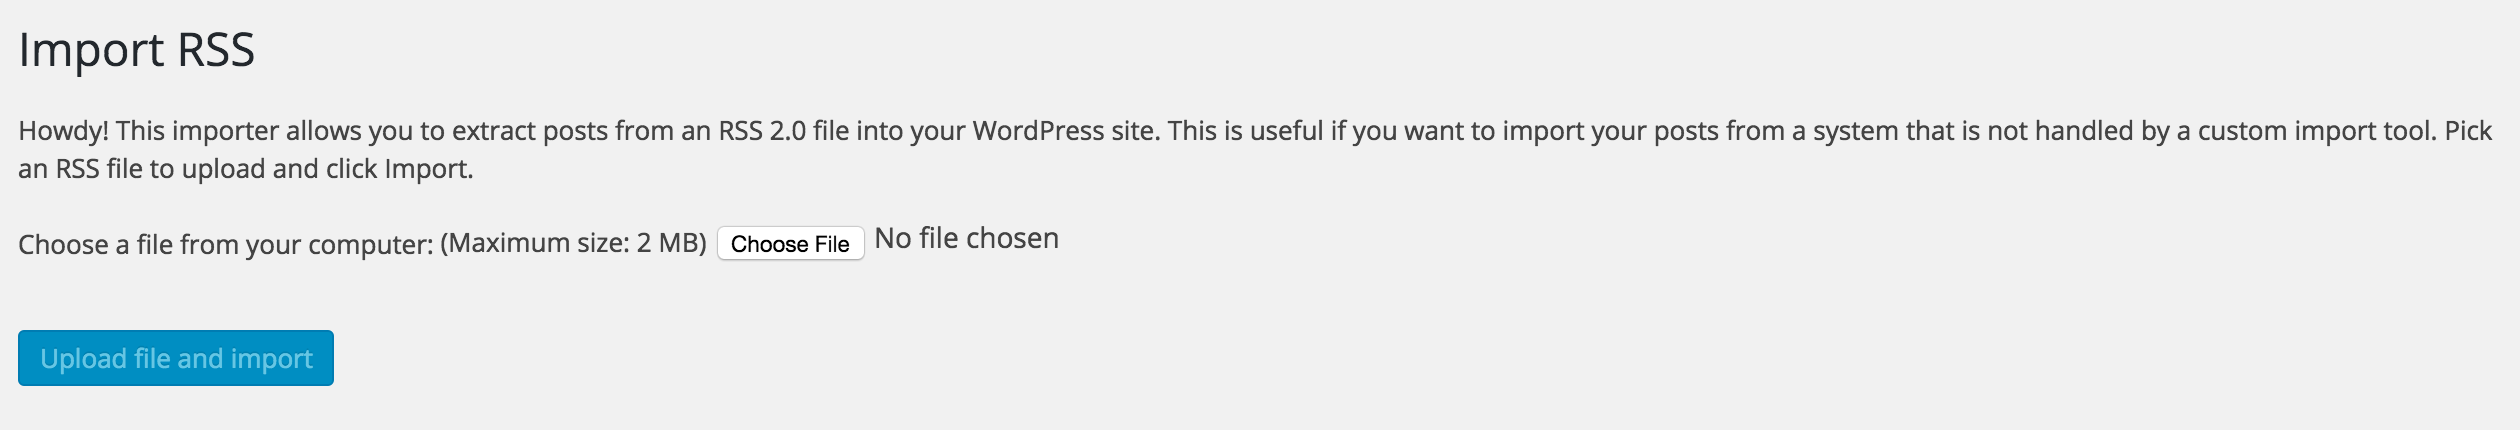 Import RSS
Howdy! This importer allows you to extract posts from an RSS 2.0 file into your WordPress site. This is useful if you want to import your posts from a system that is not handled by a custom import tool. Pick
an RSS file to upload and click Import.
Choose a file from your computer: (Maximum size: 2 MB) Choose File No file chosen
Upload file and import